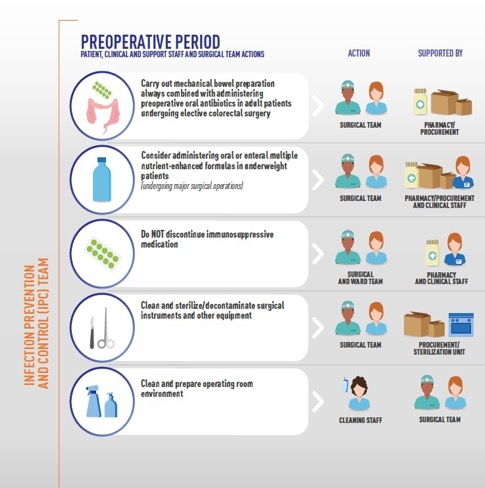 PREOPERATIVE PERIOD
PATIENT, CLINICAL AND SUPPORT STAFF AND SURGICAL TEAM ACTIONS
ACTION
SUPPORTED BY
Carry out mechanical bowel preparation
always combined with administering
preoperative oral antibiotics in adult patients
undergoing elective colorectal surgery
SURGICAL TEAM
PHARMACY/
PROCUREMENT
Consider administering oral or enteral multiple
nutrient-enhanced formulas in underweight
patients
(undergoing major surgical operations)
SURGICAL TEAM
PHARMACY/PROCUREMENT
AND CLINICAL STAFF
Do NOT discontinue immunosuppressive
medication
SURGICAL
AND WARD TEAM
PHARMACY
AND CLINICAL STAFF
Clean and sterilize/decontaminate surgical
instruments and other equipment
SURGICAL TEAM
PROCUREMENT/
STERILIZATION UNIT
Clean and prepare operating room
environment
CLEANING STAFF
SURGICAL TEAM
INFECTION PREVENTION
AND CONTROL (IPC) TEAM